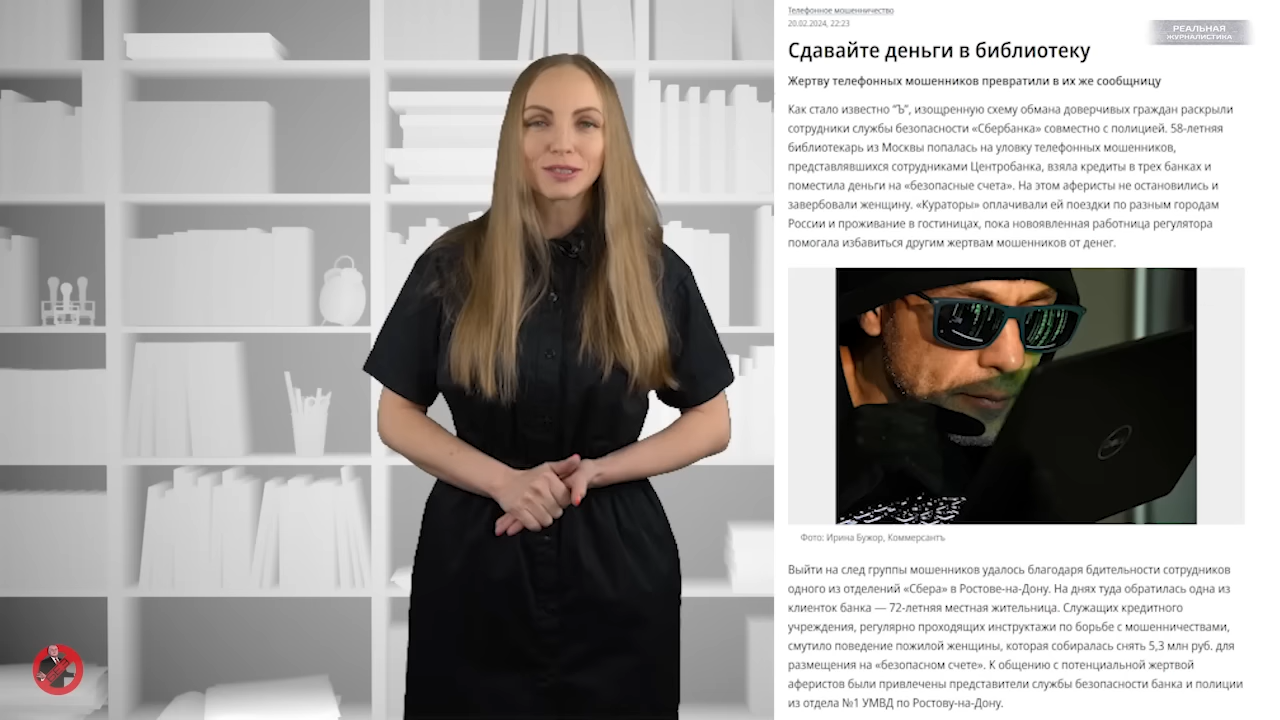 Телефонное мошенничество
20.02.2024, 22:23
РЕАЛЬНАЯ
ЖУРНАЛИСТИКА
Сдавайте деньги в библиотеку
Жертву телефонных мошенников превратили в их же сообщницу
Как стало известно “Ъ”, изощренную схему обмана доверчивых граждан раскрыли
сотрудники службы безопасности «Сбербанка» совместно с полицией. 58-летняя
библиотекарь из Москвы попалась на уловку телефонных мошенников,
представлявшихся сотрудниками Центробанка, взяла кредиты в трех банках и
поместила деньги на «безопасные счета». На этом аферисты не остановились и
завербовали женщину. «Кураторы» оплачивали ей поездки по разным городам
России и проживание в гостиницах, пока новоявленная работница регулятора
помогала избавиться другим жертвам мошенников от денег.
DELL
Фото: Ирина Бужор, Коммерсантъ
Выйти на след группы мошенников удалось благодаря бдительности сотрудников
одного из отделений «Сбера» в Ростове-на-Дону. На днях туда обратилась одна из
клиенток банка — 72-летняя местная жительница. Служащих кредитного
учреждения, регулярно проходящих инструктажи по борьбе с мошенничествами,
смутило поведение пожилой женщины, которая собиралась снять 5,3 млн руб. для
размещения на «безопасном счете». К общению с потенциальной жертвой
аферистов были привлечены представители службы безопасности банка и полиции
из отдела №1 УМВД по Ростову-на-Дону.